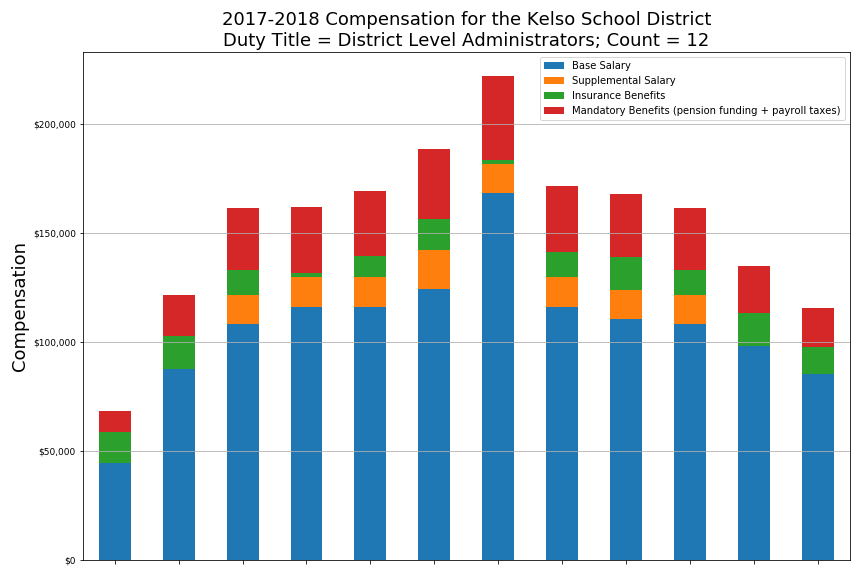 2017-2018 Compensation for the Kelso School District
Duty Title = District Level Administrators; Count = 12
Base Salary
Supplemental Salary
Insurance Benefits
Mandatory Benefits (pension funding + payroll taxes)
$200,000
$150,000
$100,000
$50,000
$0
Compensation